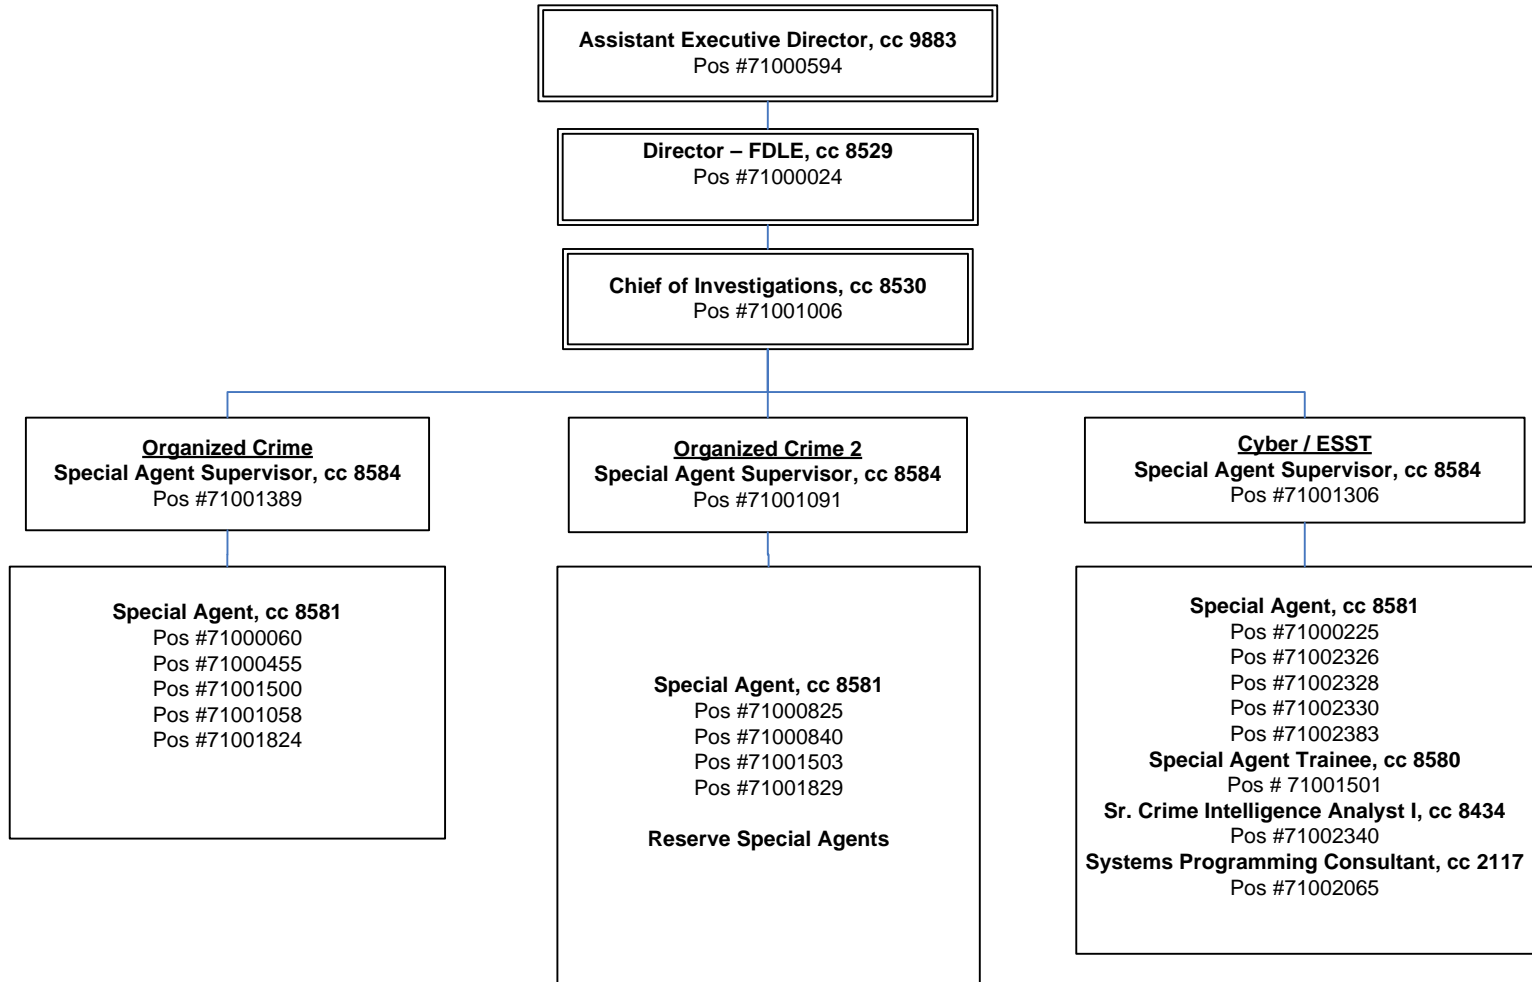 Assistant Executive Director, cc 9883
Pos #71000594
Director – FDLE, cc 8529
Pos #71000024
Chief of Investigations, cc 8530
Pos #71001006
Organized Crime
Special Agent Supervisor, cc 8584
Pos #71001389
Organized Crime 2
Special Agent Supervisor, cc 8584
Pos #71001091
Cyber / ESST
Special Agent Supervisor, cc 8584
Pos #71001306
Special Agent, cc 8581
Pos #71000060
Pos #71000455
Pos #71001500
Pos #71001058
Pos #71001824
Special Agent, cc 8581
Pos #71000825
Pos #71000840
Pos #71001503
Pos #71001829
Reserve Special Agents
Special Agent, cc 8581
Pos #71000225
Pos #71002326
Pos #71002328
Pos #71002330
Pos #71002383
Special Agent Trainee, cc 8580
Pos # 71001501
Sr. Crime Intelligence Analyst I, cc 8434
Pos #71002340
Systems Programming Consultant, cc 2117
Pos #71002065